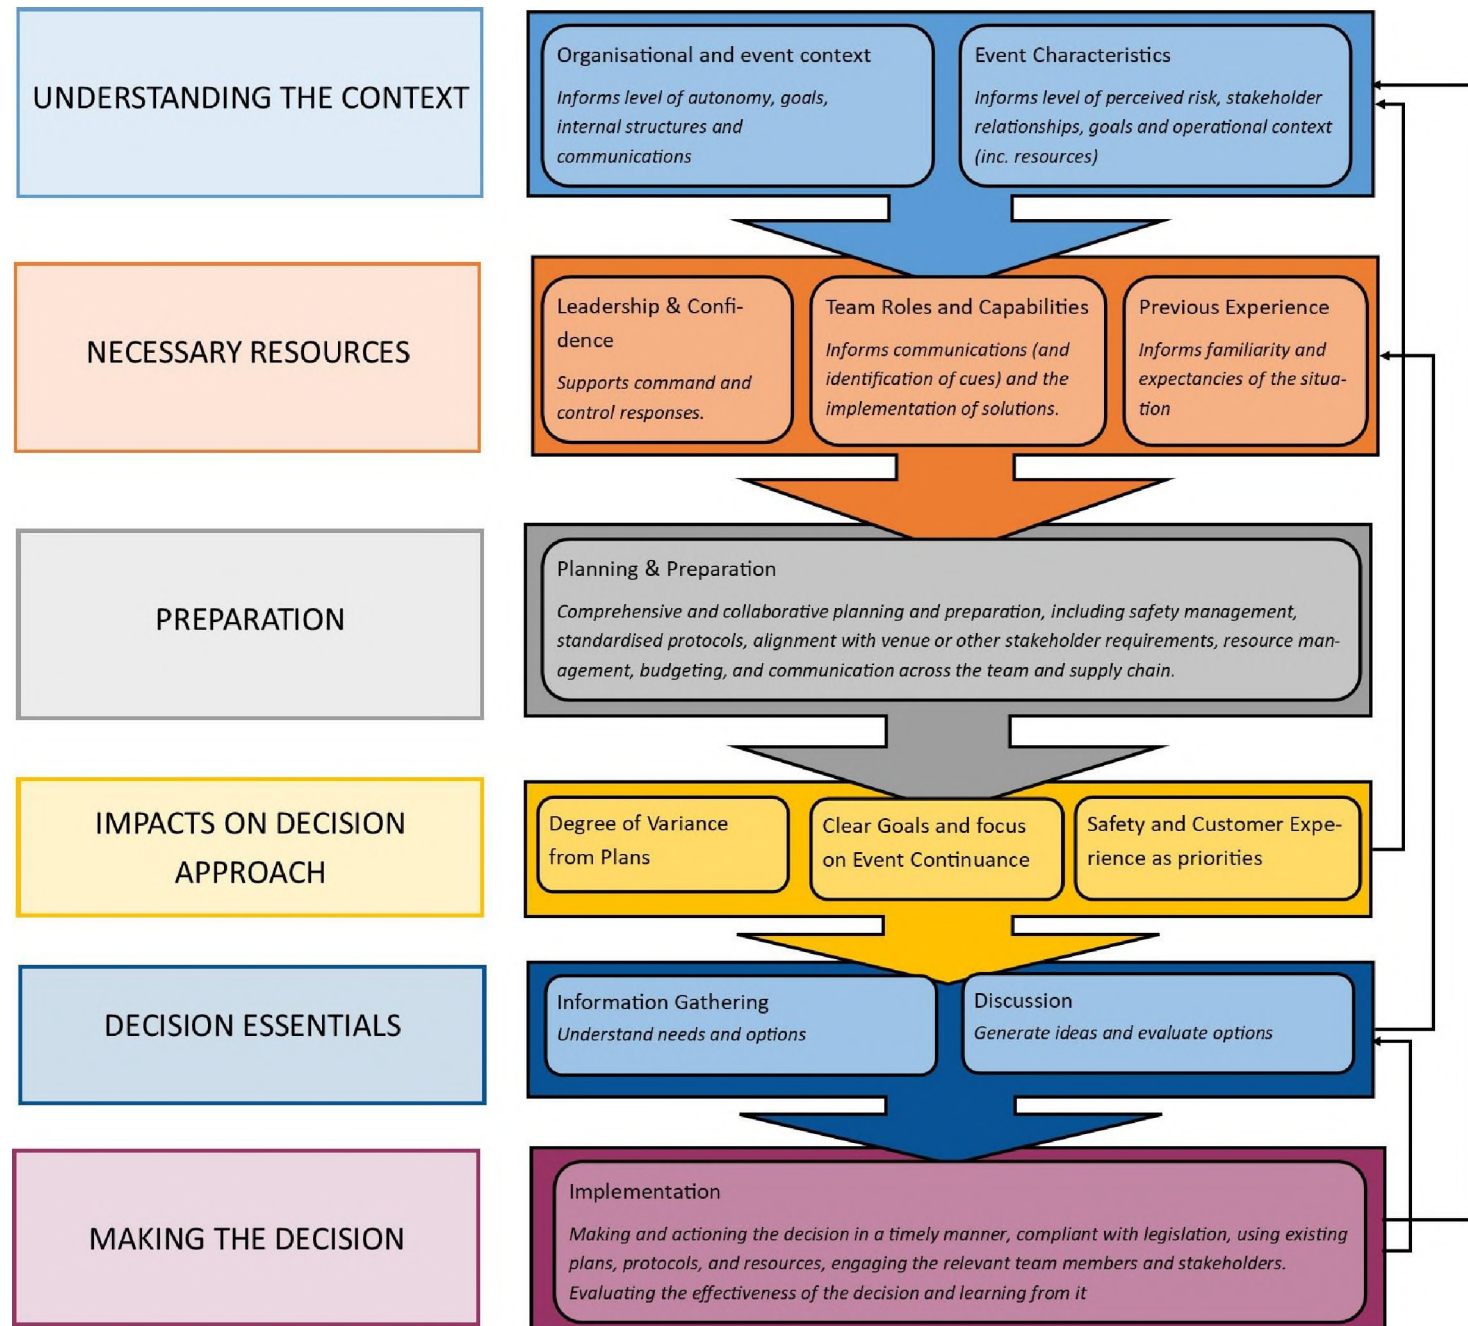 UNDERSTANDING THE CONTEXT
Organisational and event context
Informs level of autonomy, goals,
internal structures and
communications
Event Characteristics
Informs level of perceived risk, stakeholder
relationships, goals and operational context
(inc. resources)
NECESSARY RESOURCES
Leadership & Confi-
dence
Supports command and
control responses.
Team Roles and Capabilities
Informs communications (and
identification of cues) and the
implementation of solutions.
Previous Experience
Informs familiarity and
expectancies of the situa-
tion
PREPARATION
Planning & Preparation
Comprehensive and collaborative planning and preparation, including safety management,
standardised protocols, alignment with venue or other stakeholder requirements, resource man-
agement, budgeting, and communication across the team and supply chain.
IMPACTS ON DECISION
APPROACH
Degree of Variance
from Plans
Clear Goals and focus
on Event Continuance
Safety and Customer Expe-
rience as priorities
DECISION ESSENTIALS
Information Gathering
Understand needs and options
Discussion
Generate ideas and evaluate options
MAKING THE DECISION
Implementation
Making and actioning the decision in a timely manner, compliant with legislation, using existing
plans, protocols, and resources, engaging the relevant team members and stakeholders.
Evaluating the effectiveness of the decision and learning from it